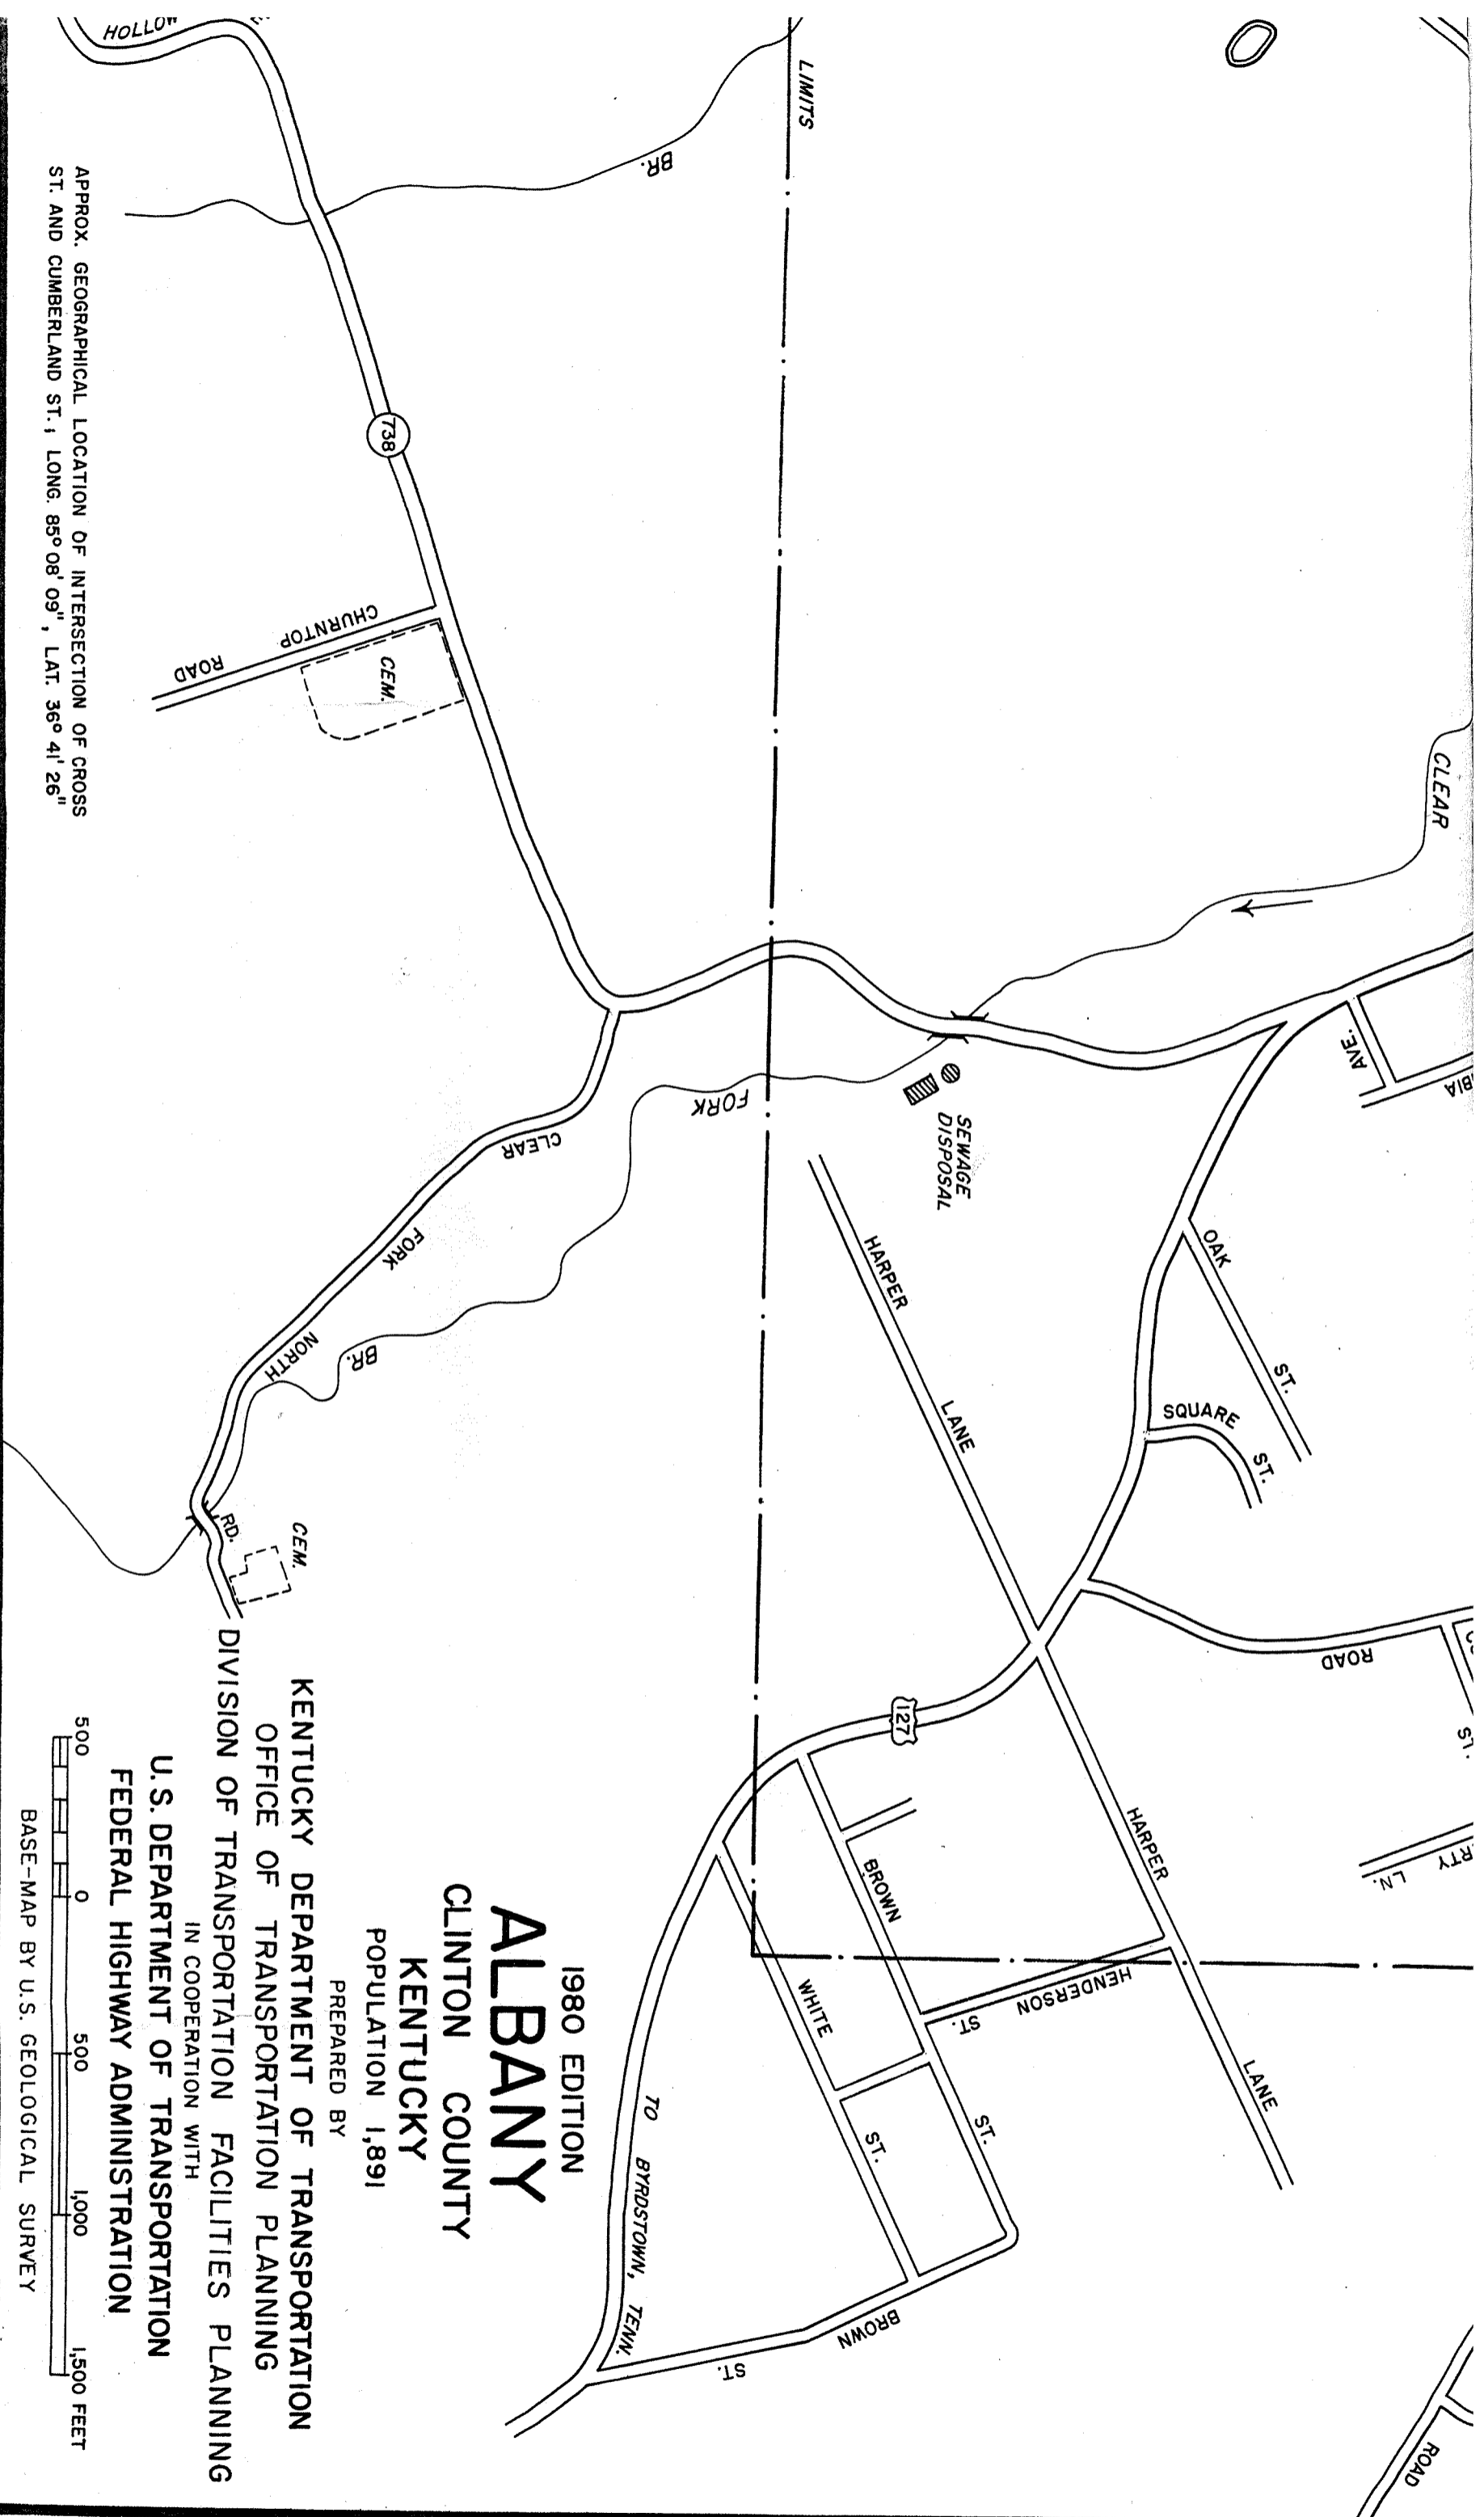 HOLLOW
LIMITS
BR.
738
CHURNTOP
ROAD
CEM.
APPROX. GEOGRAPHICAL LOCATION OF INTERSECTION OF CROSS
ST. AND CUMBERLAND ST.; LONG. 85° 08' 09", LAT. 36° 41' 26"
CLEAR
AVE.
FORK
SEWAGE
DISPOSAL
CLEAR
FORK
NORTH
RD.
BR.
CEM.
HARPER
LANE
OAK
ST.
SQUARE
ST.
ROAD
ST.
127
HARPER
LANE
LN.
BROWN
ST.
HENDERSON
ST.
WHITE
ST.
BROWN
ST.
TO BYRDSTOWN, TENN.
ROAD
1980 EDITION
ALBANY
CLINTON COUNTY
KENTUCKY
POPULATION 1,891
PREPARED BY
KENTUCKY DEPARTMENT OF TRANSPORTATION
OFFICE OF TRANSPORTATION PLANNING
DIVISION OF TRANSPORTATION FACILITIES PLANNING
IN COOPERATION WITH
U.S. DEPARTMENT OF TRANSPORTATION
FEDERAL HIGHWAY ADMINISTRATION
500 0 500 1,000 1,500 FEET
BASE-MAP BY U.S. GEOLOGICAL SURVEY